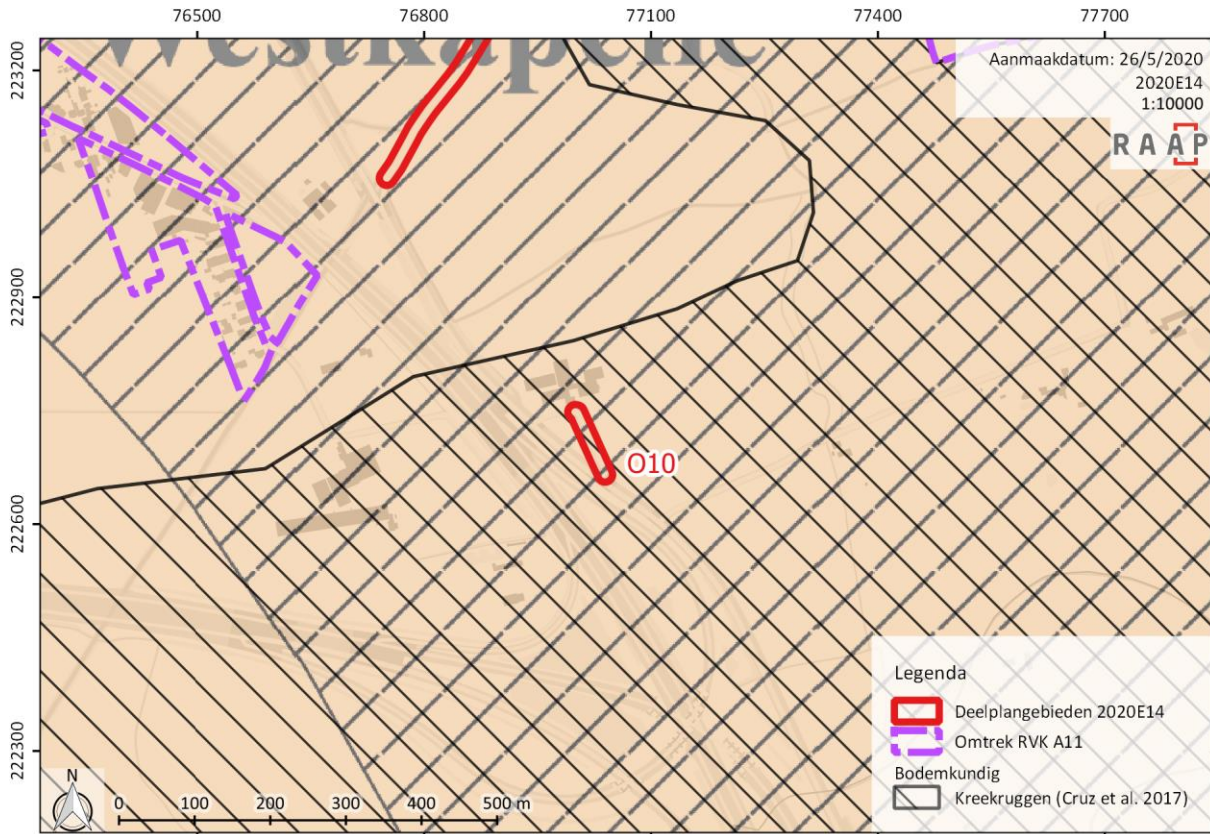 76500 76800 77100 77400 77700
Westkapelle
223200
222900
222600
222300
Aanmaakdatum: 26/5/2020
2020E14
1:10000
RAAP
O10
N
0 100 200 300 400 500 m
Legenda
Deelplangebieden 2020E14
Omtrek RVK A11
Bodemkundig
Kreekruggen (Cruz et al. 2017)